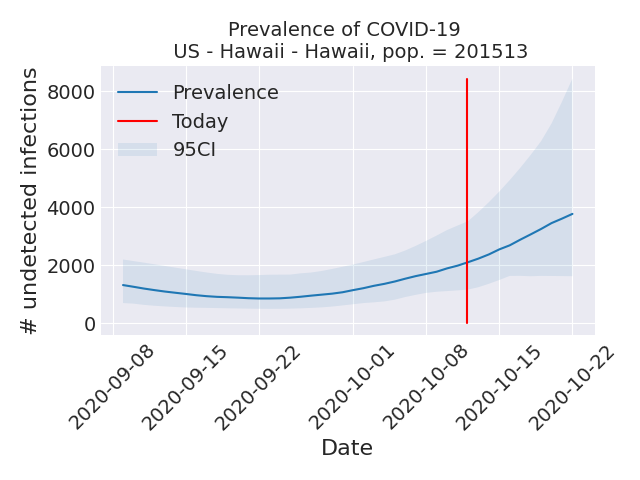 Prevalence of COVID-19
US - Hawaii - Hawaii, pop. = 201513
# undetected infections
8000
6000
4000
2000
0
Prevalence
Today
95CI
2020-09-08
2020-09-15
2020-09-22
2020-10-01
2020-10-08
2020-10-15
2020-10-22
Date